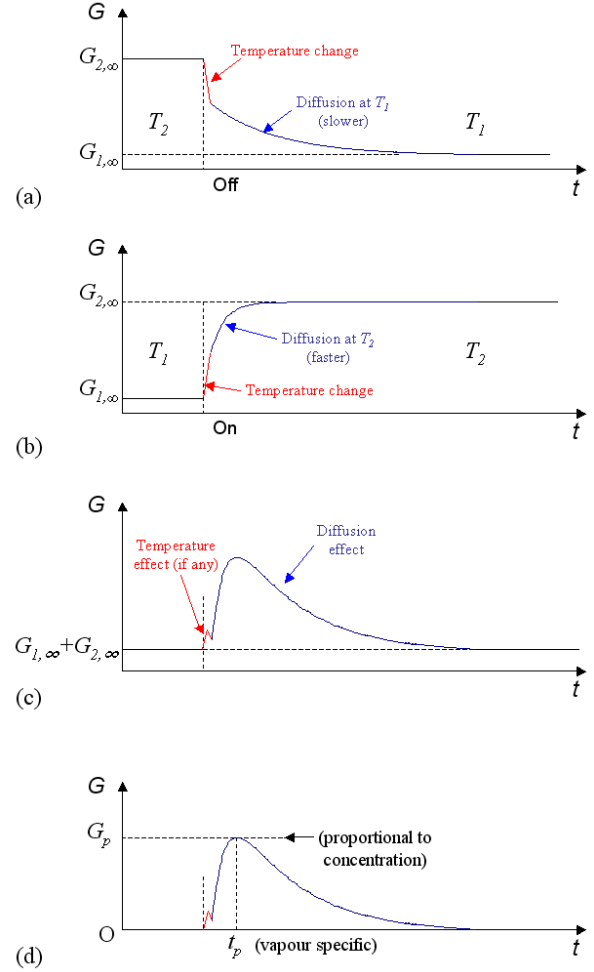 G
G2,∞
Temperature change
Diffusion at T1
(slower)
T2
T1
G1,∞
t
Off
(a)
G
G2,∞
T1
Diffusion at T2
(faster)
T2
G1,∞
Temperature change
t
On
(b)
G
Temperature
effect (if any)
Diffusion
effect
G1,∞+G2,∞
t
(c)
G
Gp
(proportional to
concentration)
O
tp
(vapour specific)
t
(d)